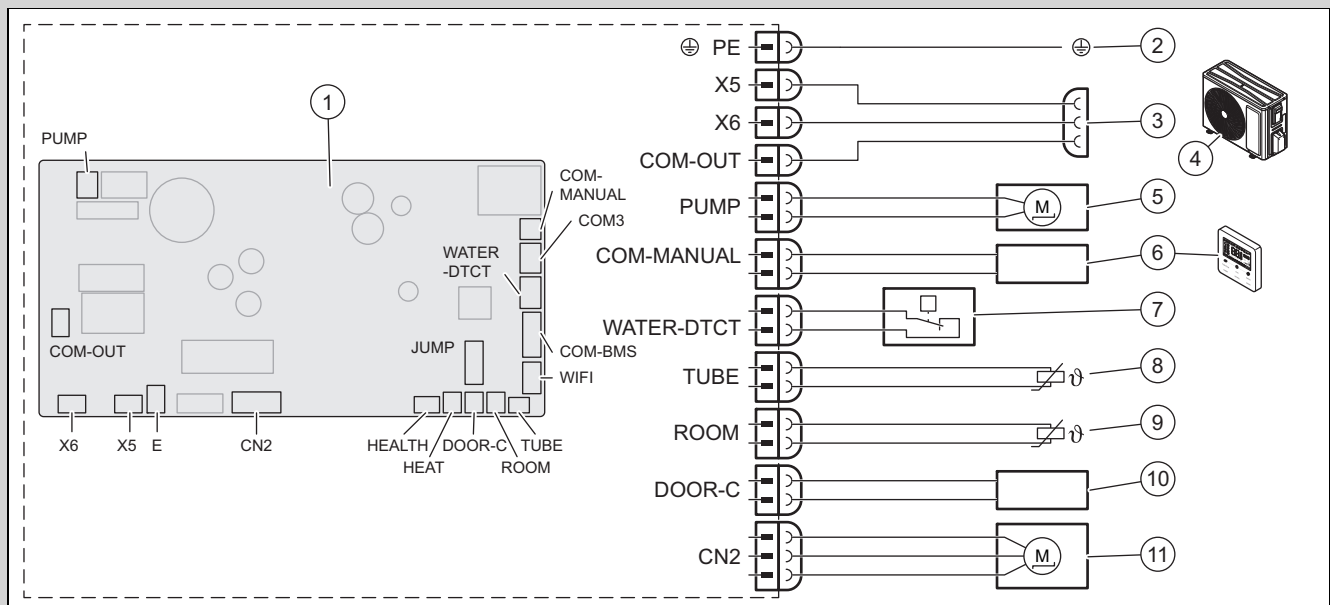 PE
2
X5
1
X6
3
PUMP
4
COM-OUT
COM-
MANUAL
PUMP
M
5
COM3
WATER
-DTCT
COM-MANUAL
6
WATER-DTCT
7
COM-OUT
JUMP
COM-BMS
WIFI
TUBE
ϑ
8
ROOM
ϑ
9
X6
X5
E
CN2
HEALTH
DOOR-C
TUBE
HEAT
ROOM
DOOR-C
10
CN2
M
11